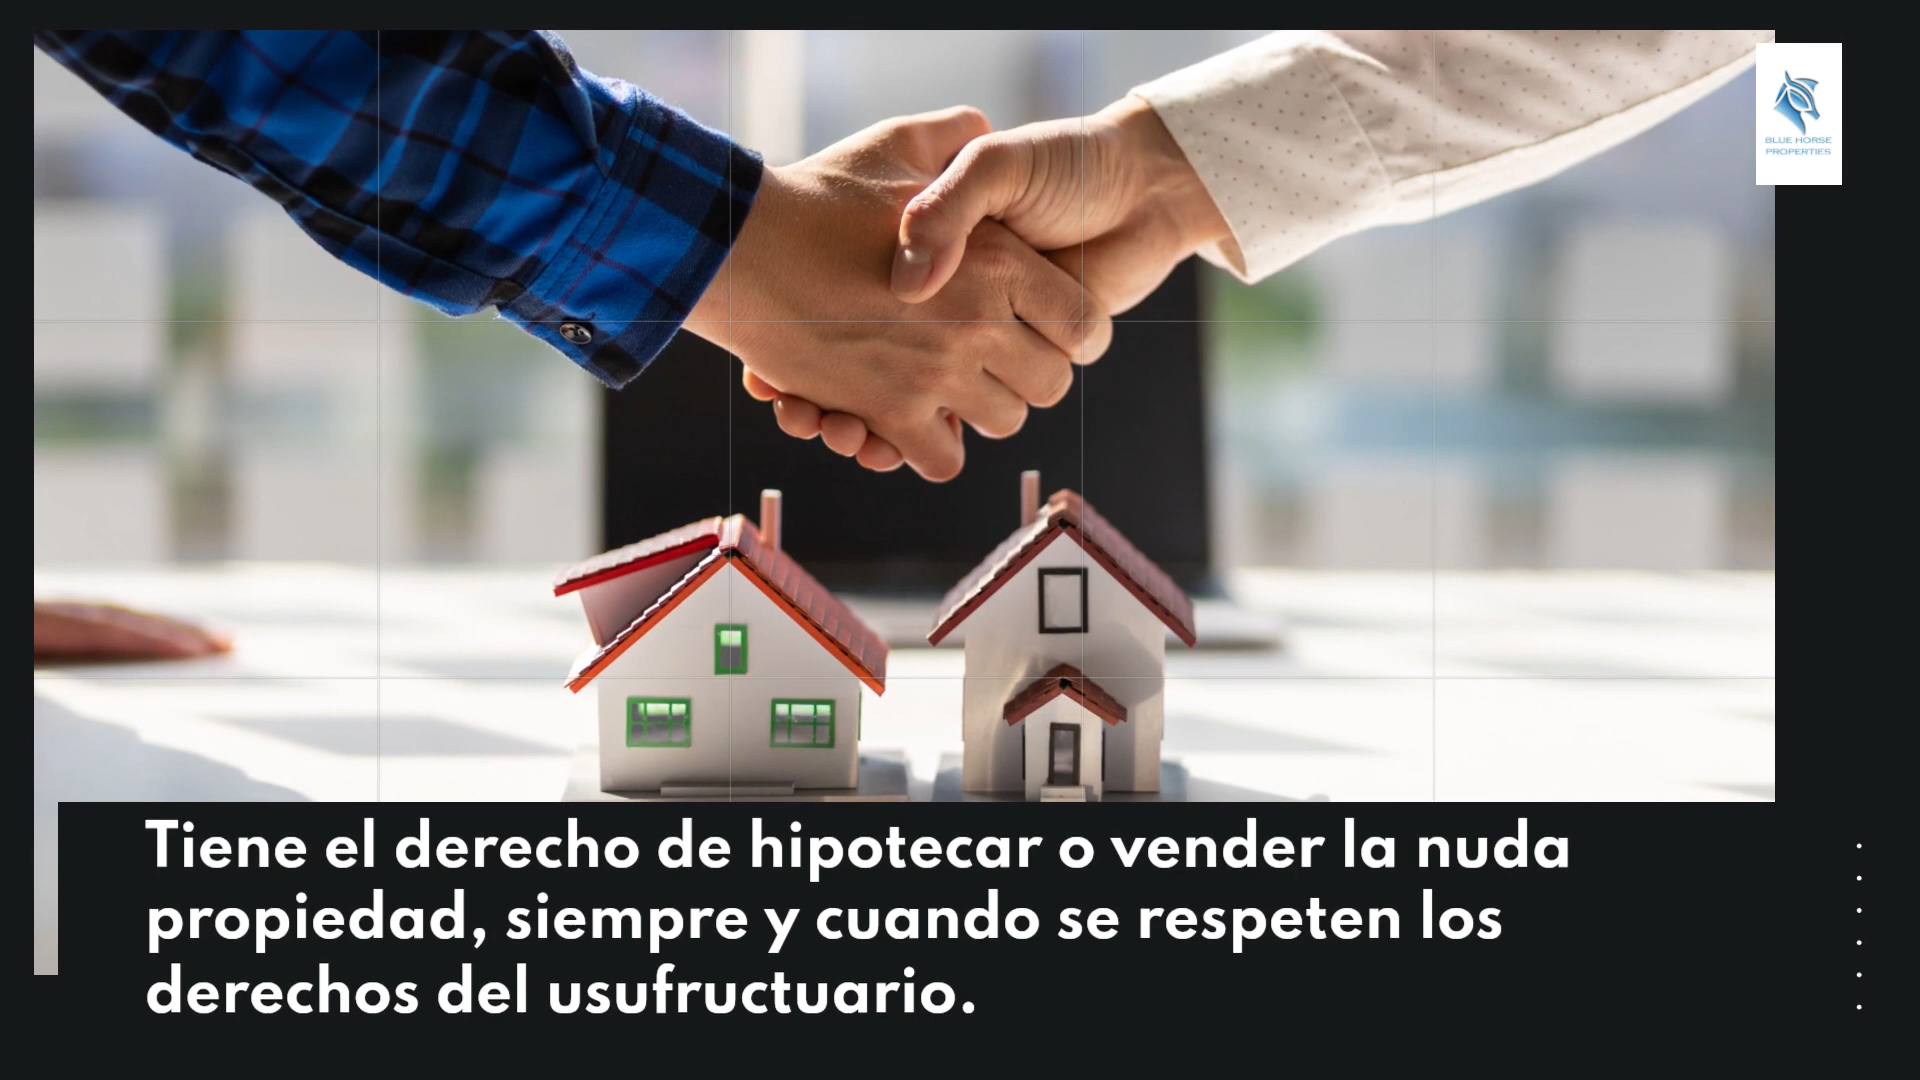 BLUE HORSE
PROPERTIES
Tiene el derecho de hipotecar o vender la nuda
propiedad, siempre y cuando se respeten los
derechos del usufructuario.